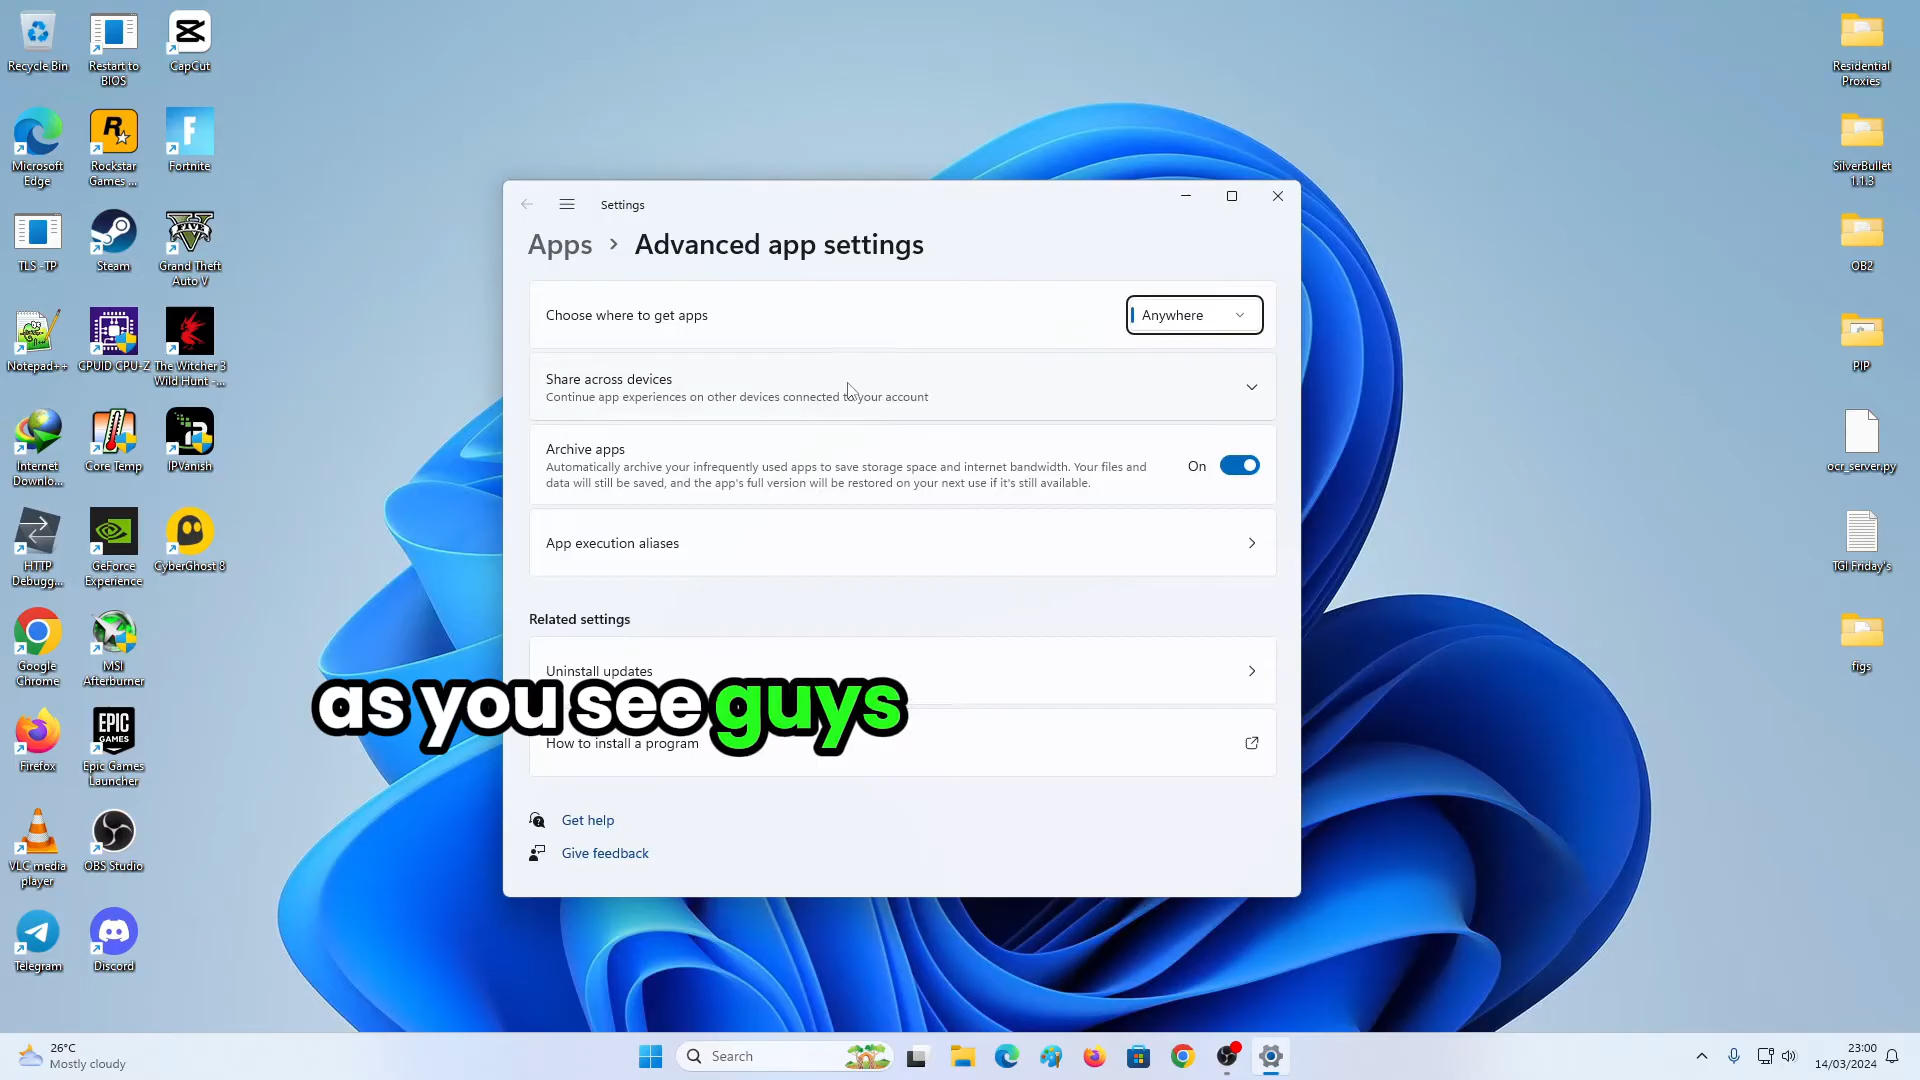 Recycle Bin
Restart to
BIOS
CapCut
Microsoft
Edge
Rockstar
Games ...
Fortnite
TLS -TP
Steam
Grand Theft
Auto V
Notepad++
CPUID CPU-Z
The Witcher 3
Wild Hunt -...
Internet
Downlo...
Core Temp
IPVanish
HTTP
Debugg...
GeForce
Experience
CyberGhost 8
Google
Chrome
MSI
Afterburner
Firefox
EPIC
GAMES
Epic Games
Launcher
VLC media
player
OBS Studio
Telegram
Discord
Settings
Apps > Advanced app settings
Choose where to get apps
Anywhere
Share across devices
Continue app experiences on other devices connected to your account
Archive apps
Automatically archive your infrequently used apps to save storage space and internet bandwidth. Your files and
data will still be saved, and the app's full version will be restored on your next use if it's still available.
On
App execution aliases
Related settings
Uninstall updates
as you see guys
How to install a program
Get help
Give feedback
Residential
Proxies
SilverBullet
1.1.3
OB2
PIP
ocr_server.py
TGI Friday's
figs
26°C
Mostly cloudy
Search
23:00
14/03/2024